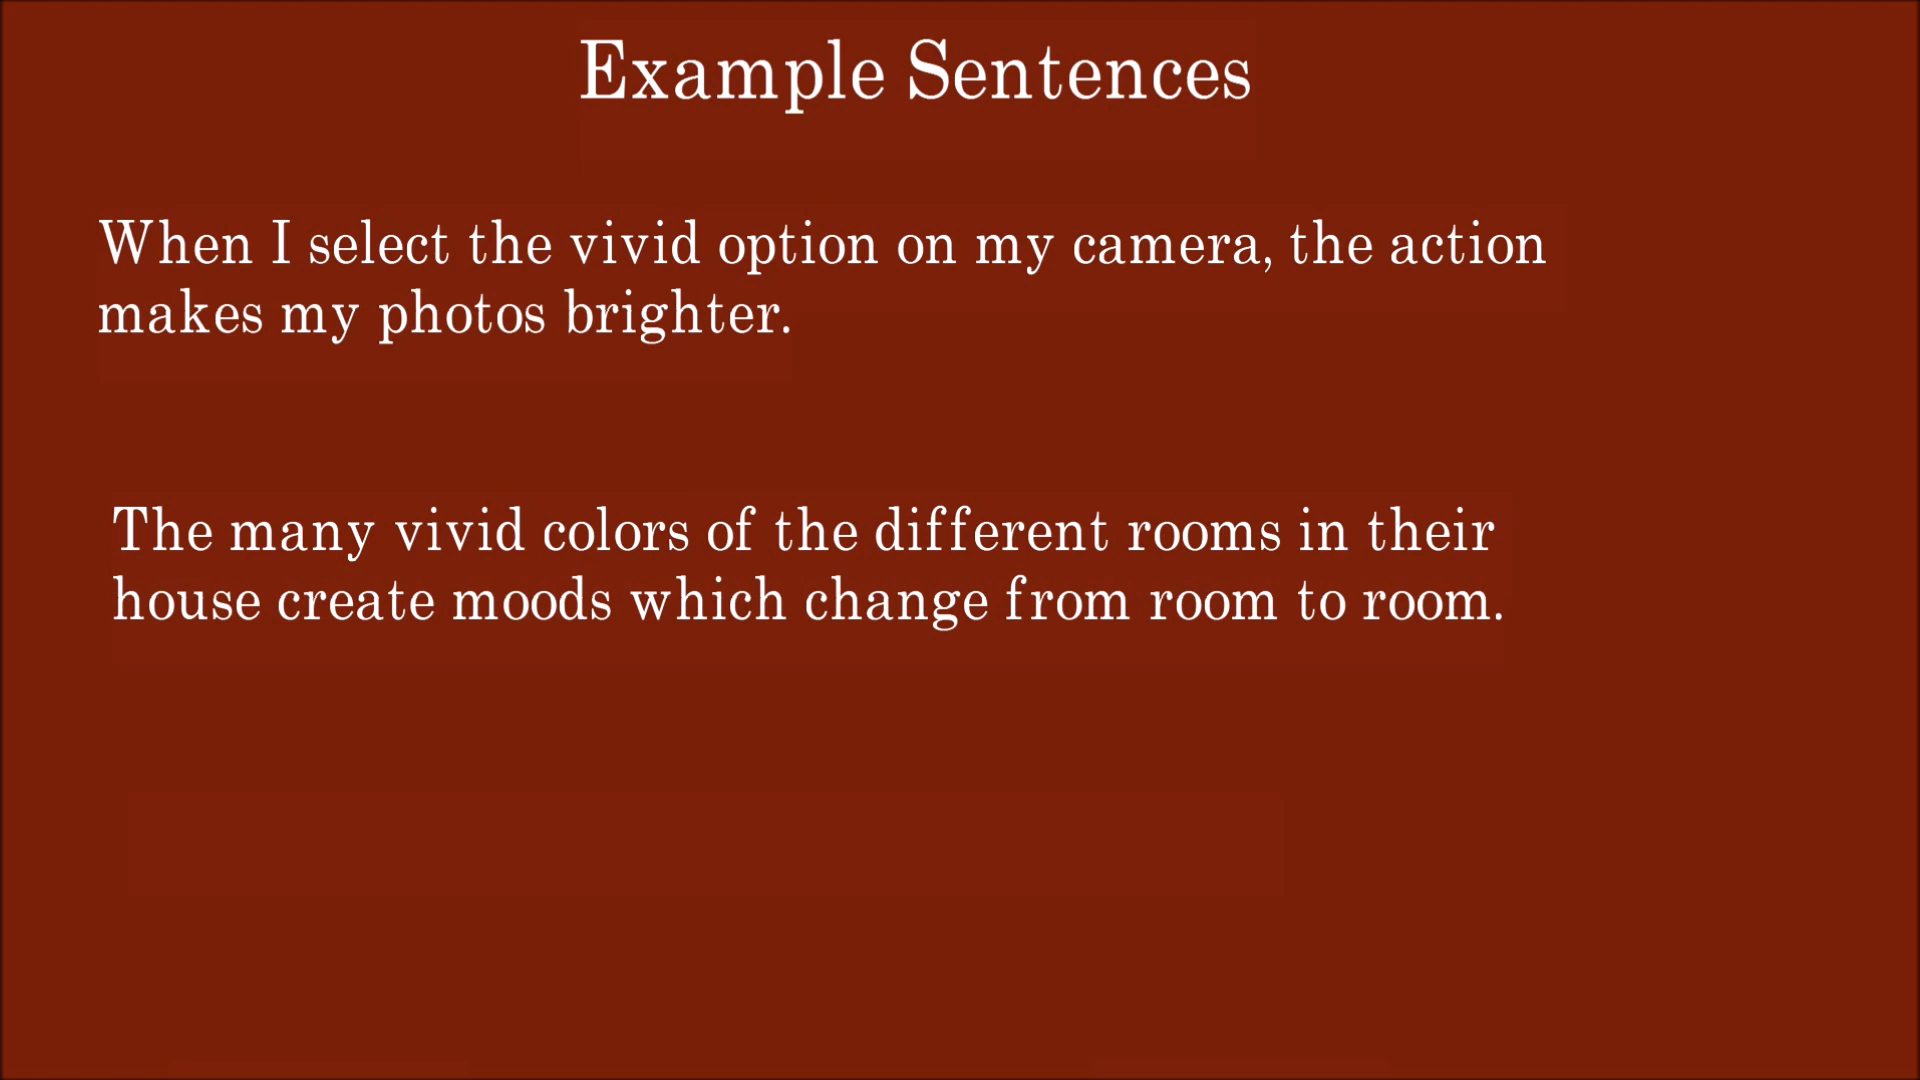 Example Sentences
When I select the vivid option on my camera, the action
makes my photos brighter.
The many vivid colors of the different rooms in their
house create moods which change from room to room.